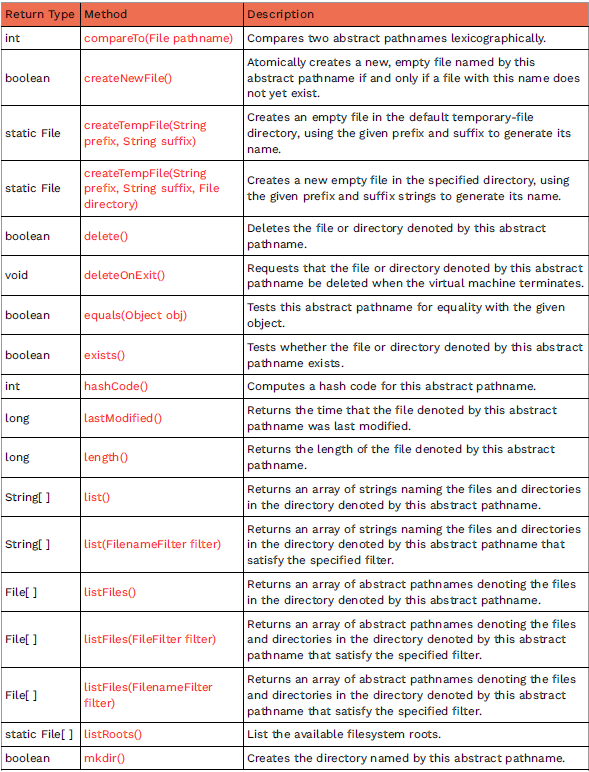 Return Type Method Description
int compareTo(File pathname) Compares two abstract pathnames lexicographically.
boolean createNewFile() Atomically creates a new, empty file named by this
abstract pathname if and only if a file with this name does
not yet exist.
static File createTempFile(String
prefix, String suffix) Creates an empty file in the default temporary-file
directory, using the given prefix and suffix to generate its
name.
static File createTempFile(String
prefix, String suffix, File
directory) Creates a new empty file in the specified directory, using
the given prefix and suffix strings to generate its name.
boolean delete() Deletes the file or directory denoted by this abstract
pathname.
void deleteOnExit() Requests that the file or directory denoted by this abstract
pathname be deleted when the virtual machine terminates.
boolean equals(Object obj) Tests this abstract pathname for equality with the given
object.
boolean exists() Tests whether the file or directory denoted by this abstract
pathname exists.
int hashCode() Computes a hash code for this abstract pathname.
long lastModified() Returns the time that the file denoted by this abstract
pathname was last modified.
long length() Returns the length of the file denoted by this abstract
pathname.
String[ ] list() Returns an array of strings naming the files and directories
in the directory denoted by this abstract pathname.
String[ ] list(FilenameFilter filter) Returns an array of strings naming the files and directories
in the directory denoted by this abstract pathname that
satisfy the specified filter.
File[ ] listFiles() Returns an array of abstract pathnames denoting the files
in the directory denoted by this abstract pathname.
File[ ] listFiles(FileFilter filter) Returns an array of abstract pathnames denoting the files
and directories in the directory denoted by this abstract
pathname that satisfy the specified filter.
File[ ] listFiles(FilenameFilter
filter) Returns an array of abstract pathnames denoting the files
and directories in the directory denoted by this abstract
pathname that satisfy the specified filter.
static File[ ] listRoots() List the available filesystem roots.
boolean mkdir() Creates the directory named by this abstract pathname.